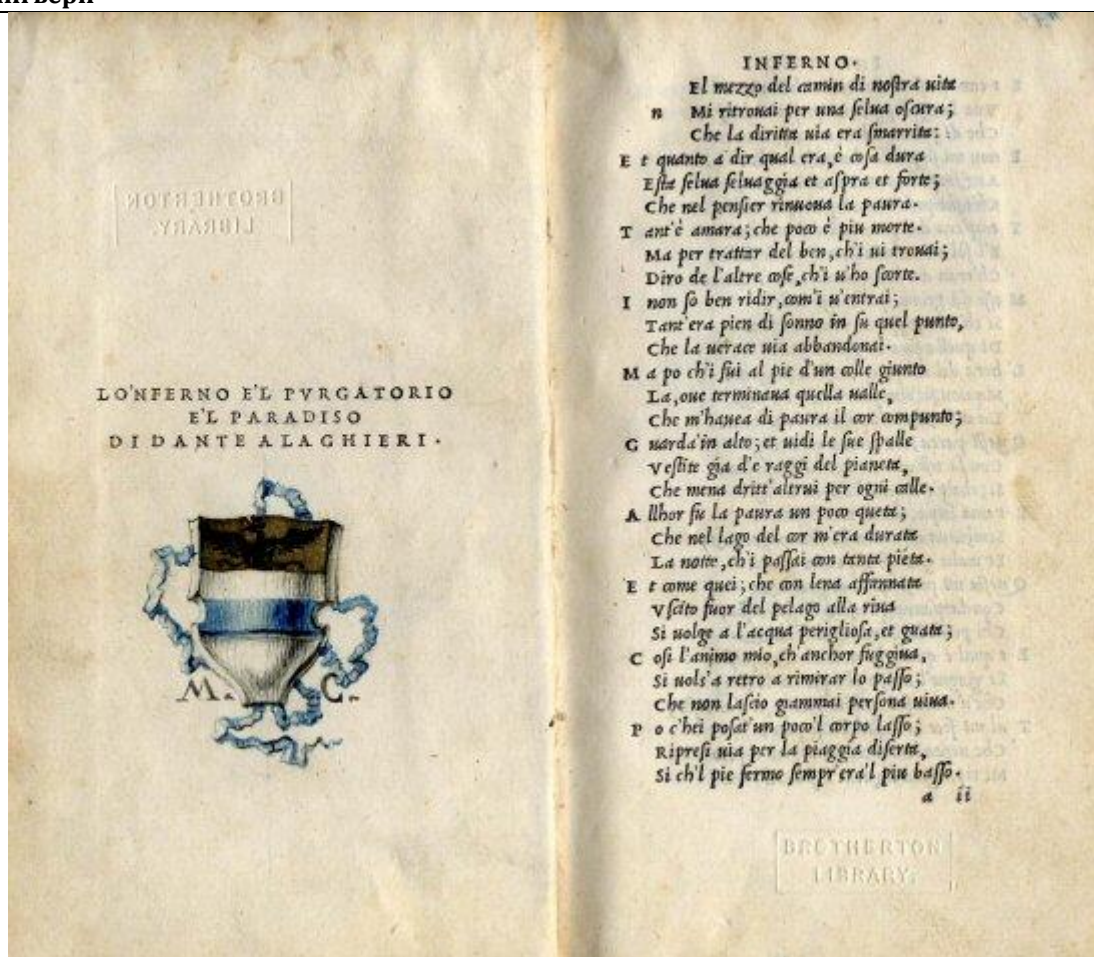 BROTHERTON
LIBRARY.
LO'NFERNO E'L PVRGATORIO
E'L PARADISO
DI DANTE ALAGHIERI.
M. C.
INFERNO.
El mezzo del camin di nostra uita
n Mi ritrouai per una selua oscura;
Che la diritta uia era smarrita:
E t quanto a dir qual era, è cosa dura
Esta selua seluaggia et aspra et forte;
Che nel pensier rinuoua la paura.
T ant'è amara; che poco è piu morte.
Ma per trattar del ben, ch'i ui trouai;
Diro de l'altre cose, ch'i u'ho scorte.
I non so ben ridir, com'i u'entrai;
Tant'era pien di sonno in su quel punto,
Che la uerace uia abbandonai.
M a po ch'i fui al pie d'un colle giunto
La, oue terminaua quella ualle,
Che m'hauea di paura il cor compunto;
G uarda'in alto; et uidi le sue spalle
Vestite gia d'e raggi del pianeta,
Che mena dritt'altrui per ogni calle.
A llhor fu la paura un poco queta;
Che nel lago del cor m'era durata
La notte, ch'i passai con tanta pièta.
E t come quei; che con lena affannata
Vscito fuor del pelago alla riua
Si uolge a l'acqua perigliosa, et guata;
C osi l'animo mio, ch'anchor fuggiua,
Si uols'a retro a rimirar lo passo;
Che non lascio giammai persona uiua.
P o c'hei posat'un poco'l corpo lasso;
Ripresi uia per la piaggia diserta,
Si ch'l pie fermo sempr'era'l piu basso.
a ii
BROTHERTON
LIBRARY.